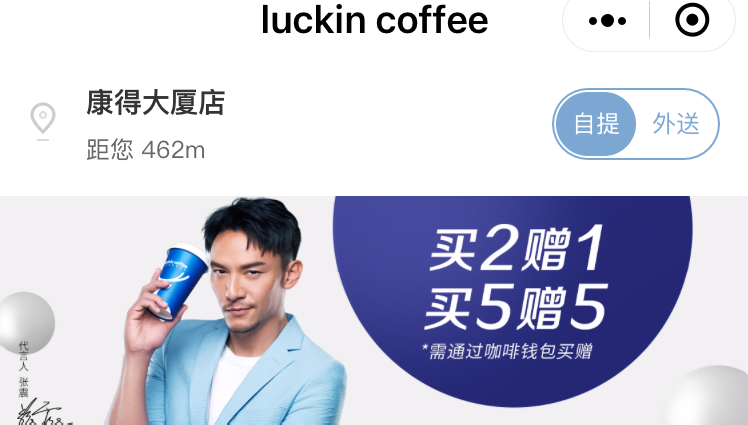 luckin coffee
康得大厦店
距您 462m
自提 外送
买2赠1
买5赠5
*需通过咖啡钱包买赠
代言人 张震